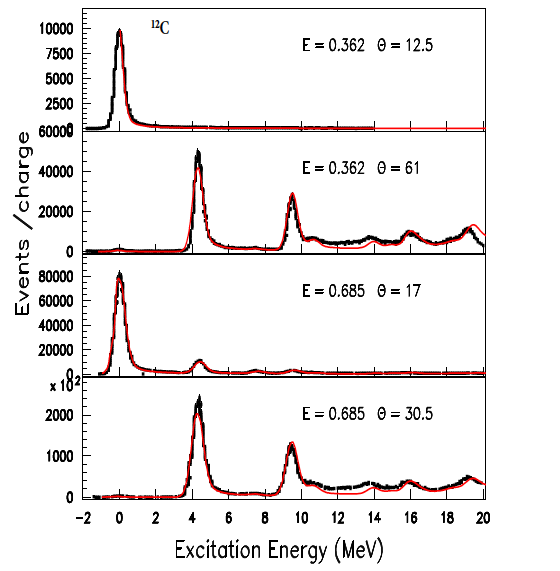 ¹²C
10000
7500
5000
2500
0
E = 0.362 Θ = 12.5
60000
40000
20000
0
E = 0.362 Θ = 61
80000
60000
40000
20000
0
E = 0.685 Θ = 17
x 10²
2000
1000
0
E = 0.685 Θ = 30.5
-2 0 2 4 6 8 10 12 14 16 18 20
Events /charge
Excitation Energy (MeV)